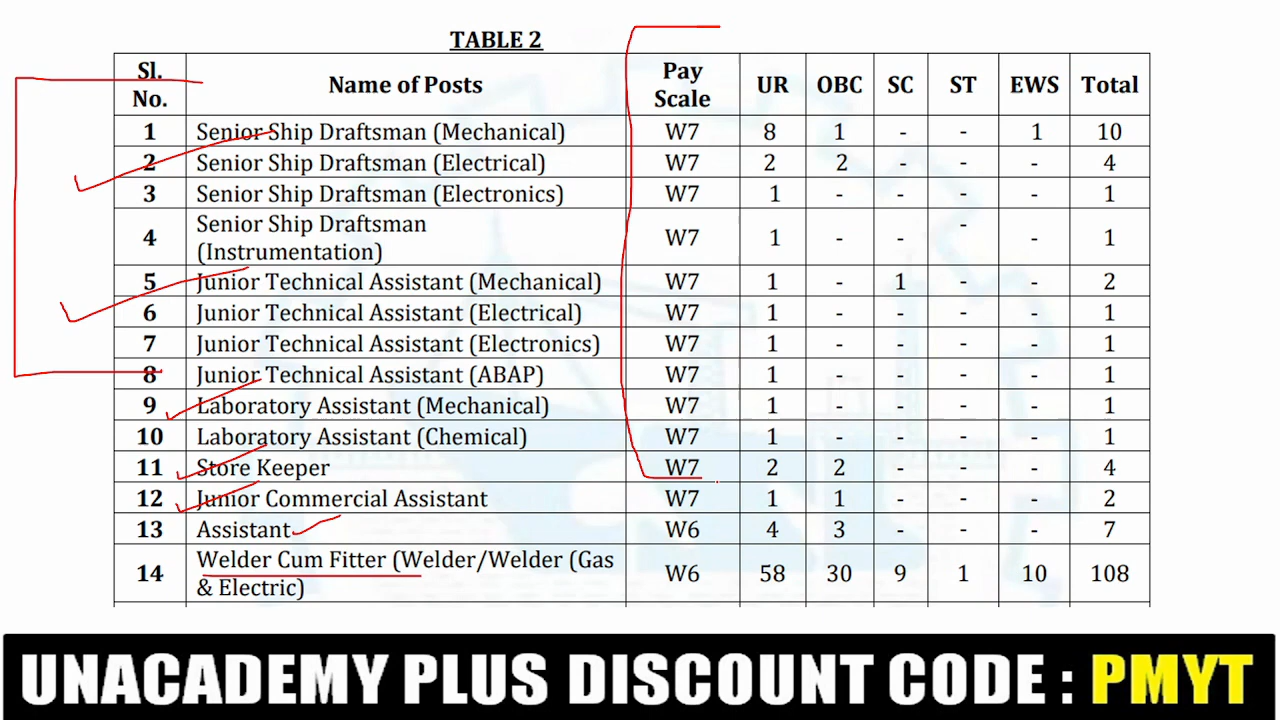 TABLE 2
Sl. No. Name of Posts Pay Scale UR OBC SC ST EWS Total
1 Senior Ship Draftsman (Mechanical) W7 8 1 - - 1 10
2 Senior Ship Draftsman (Electrical) W7 2 2 - - - 4
3 Senior Ship Draftsman (Electronics) W7 1 - - - - 1
4 Senior Ship Draftsman (Instrumentation) W7 1 - - - - 1
5 Junior Technical Assistant (Mechanical) W7 1 - 1 - - 2
6 Junior Technical Assistant (Electrical) W7 1 - - - - 1
7 Junior Technical Assistant (Electronics) W7 1 - - - - 1
8 Junior Technical Assistant (ABAP) W7 1 - - - - 1
9 Laboratory Assistant (Mechanical) W7 1 - - - - 1
10 Laboratory Assistant (Chemical) W7 1 - - - - 1
11 Store Keeper W7 2 2 - - - 4
12 Junior Commercial Assistant W7 1 1 - - - 2
13 Assistant W6 4 3 - - - 7
14 Welder Cum Fitter (Welder/Welder (Gas & Electric) W6 58 30 9 1 10 108
UNACADEMY PLUS DISCOUNT CODE : PMYT